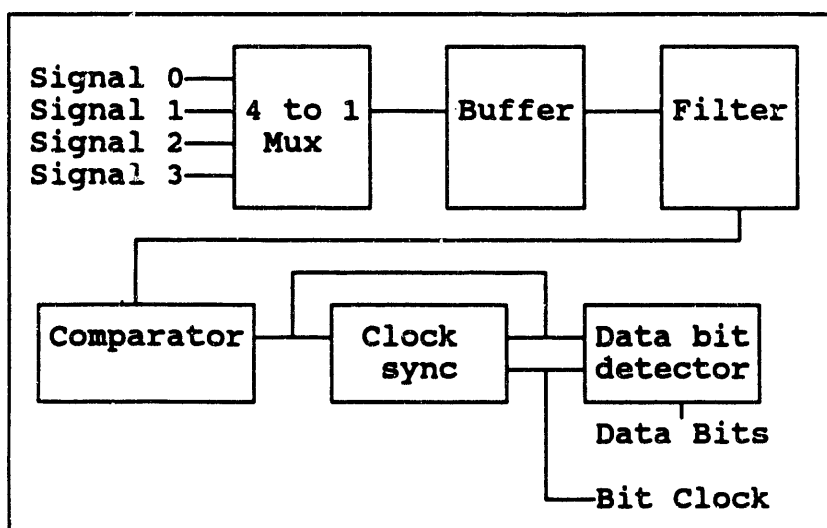 Signal 0
Signal 1
Signal 2
Signal 3
4 to 1
Mux
Buffer
Filter
Comparator
Clock
sync
Data bit
detector
Data Bits
Bit Clock